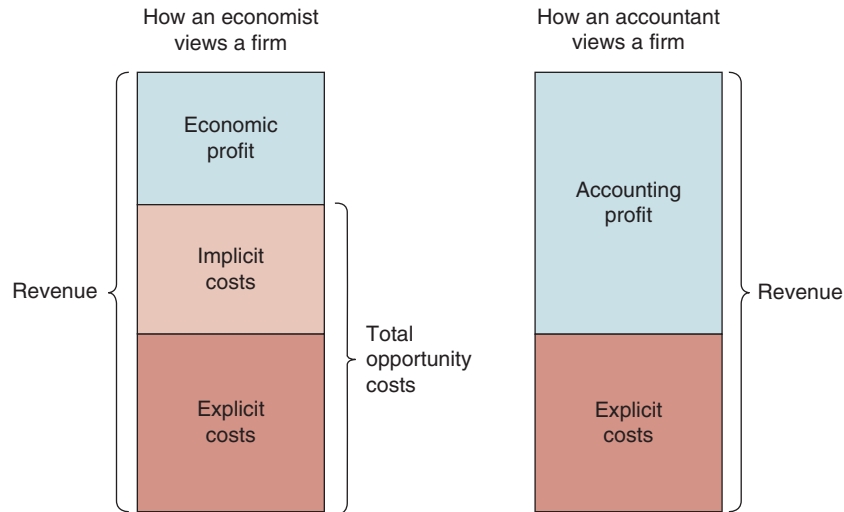 How an economist
views a firm
Economic
profit
Implicit
costs
Explicit
costs
Revenue
Total
opportunity
costs
How an accountant
views a firm
Accounting
profit
Explicit
costs
Revenue